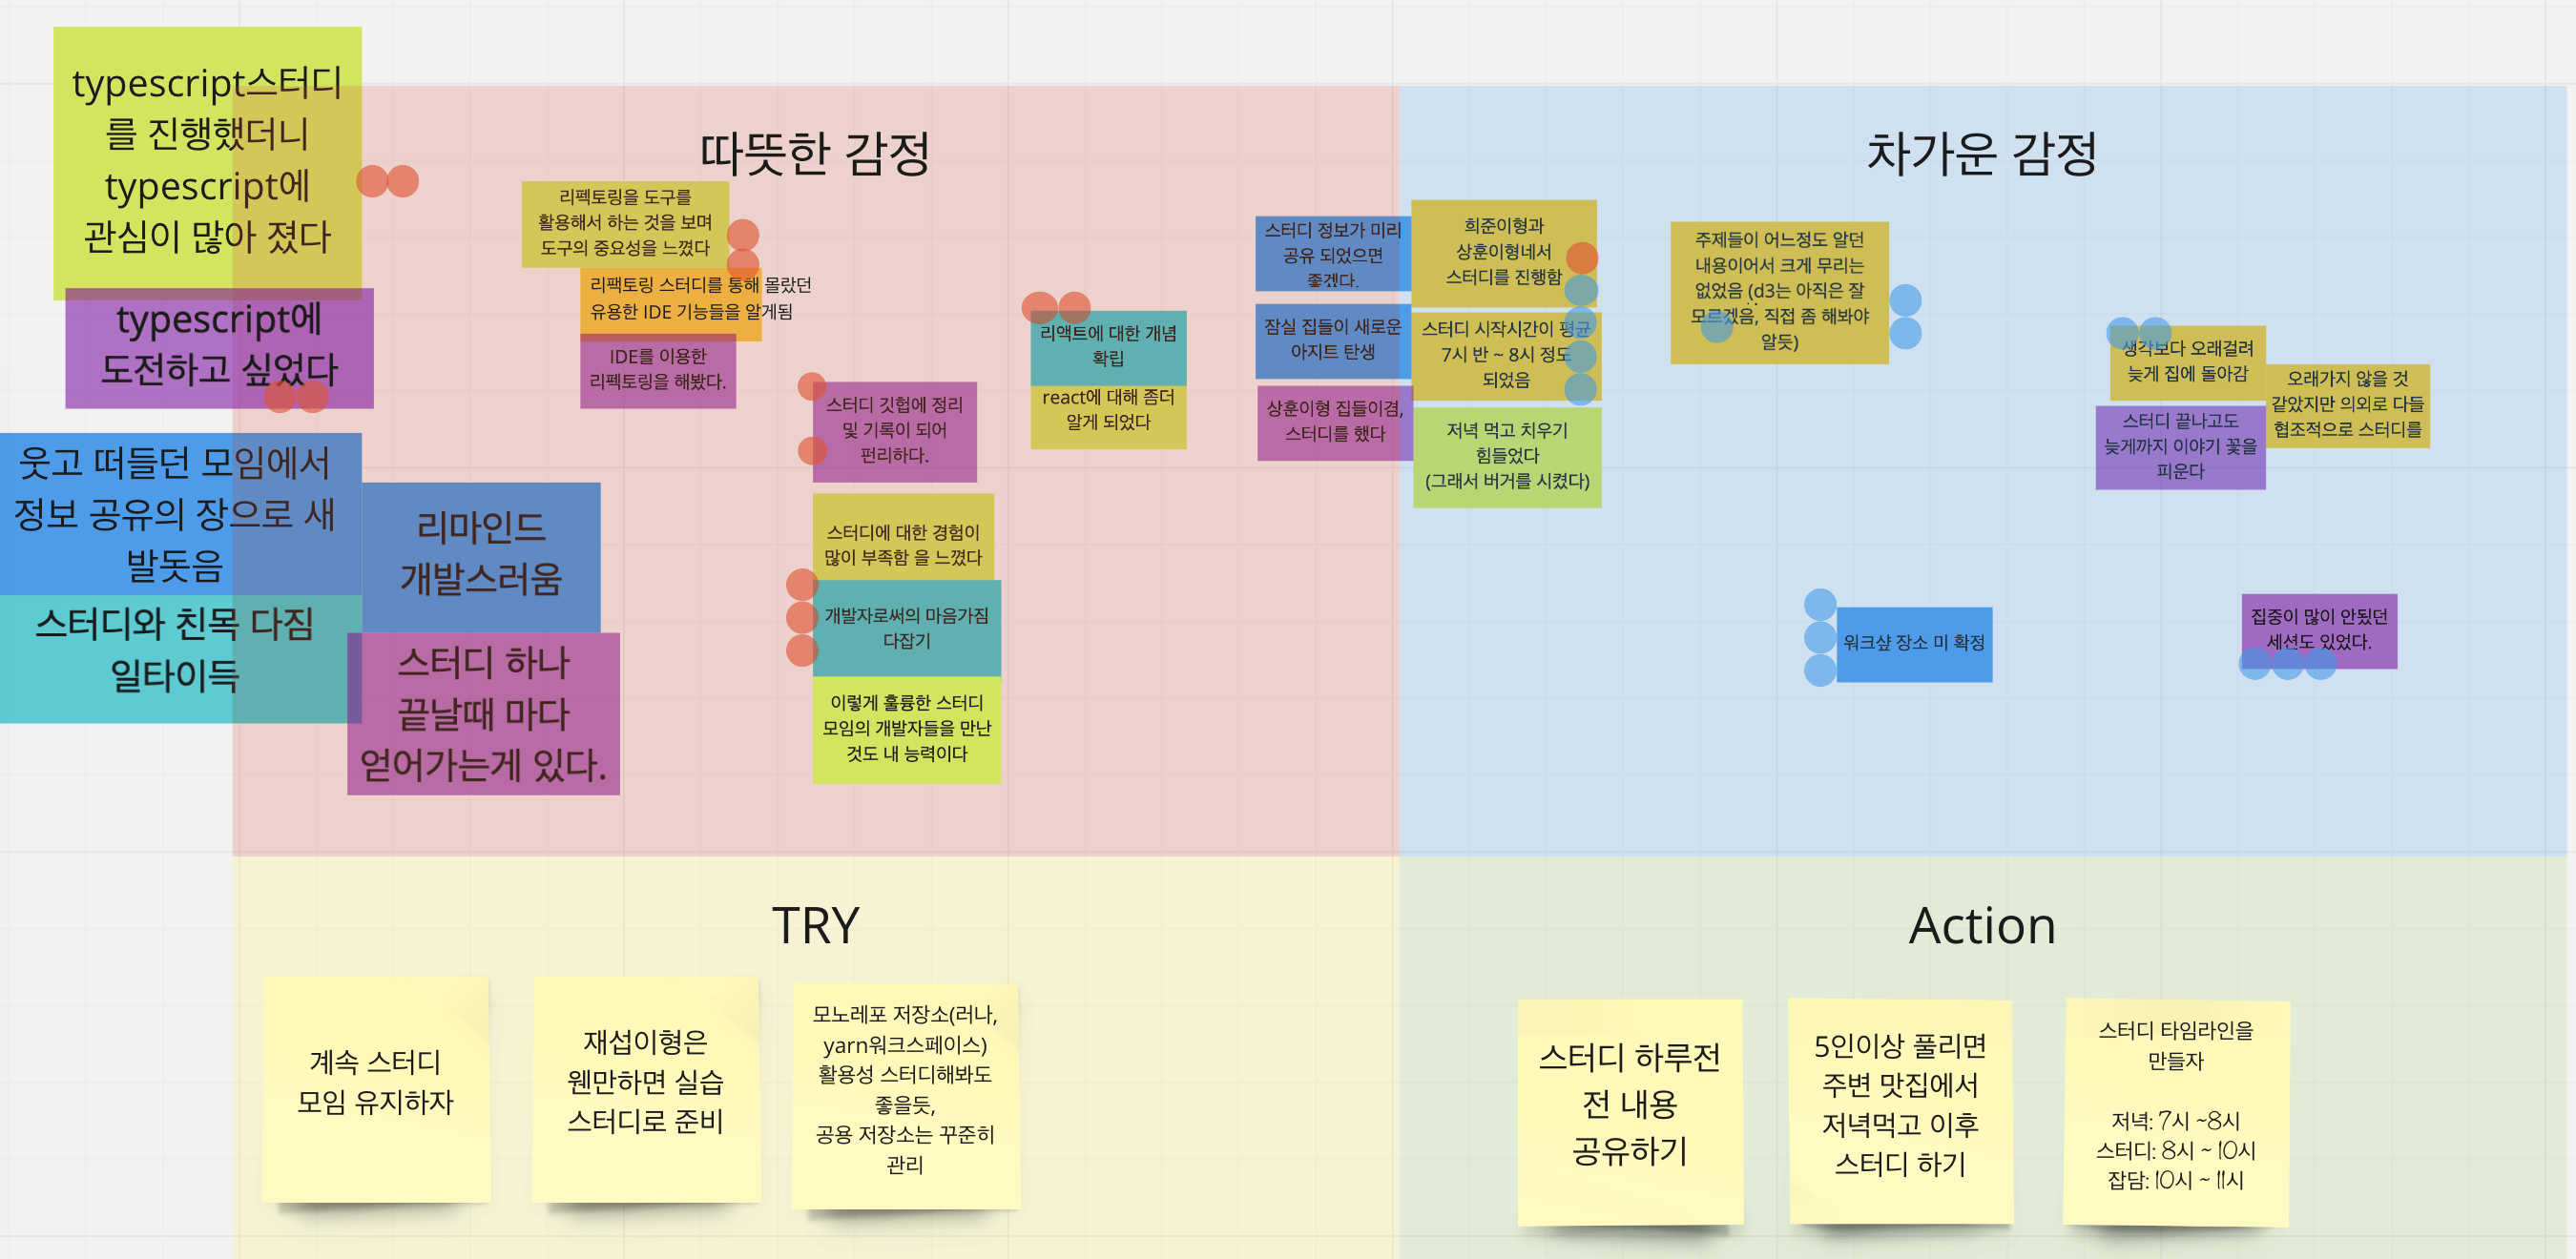 typescript스터디
를 진행했더니
typescript에
관심이 많아 졌다
typescript에
도전하고 싶었다
웃고 떠들던 모임에서
정보 공유의 장으로 새
발돗음
스터디와 친목 다짐
일타이득
리마인드
개발스러움
스터디 하나
끝날때 마다
얻어가는게 있다.
따뜻한 감정
리펙토링을 도구를
활용해서 하는 것을 보며
도구의 중요성을 느꼈다
리팩토링 스터디를 통해 몰랐던
유용한 IDE 기능들을 알게됨
IDE를 이용한
리펙토링을 해봤다.
스터디 깃헙에 정리
및 기록이 되어
펀리하다.
스터디에 대한 경험이
많이 부족함 을 느꼈다
개발자로써의 마음가짐
다잡기
이렇게 훌륭한 스터디
모임의 개발자들을 만난
것도 내 능력이다
리액트에 대한 개념
확립
react에 대해 좀더
알게 되었다
차가운 감정
스터디 정보가 미리
공유 되었으면
좋겠다.
잠실 집들이 새로운
아지트 탄생
상훈이형 집들이겸,
스터디를 했다
희준이형과
상훈이형네서
스터디를 진행함
스터디 시작시간이 평균
7시 반 ~ 8시 정도
되었음
저녁 먹고 치우기
힘들었다
(그래서 버거를 시켰다)
주제들이 어느정도 알던
내용이어서 크게 무리는
없었음 (d3는 아직은 잘
모르겠음, 직접 좀 해봐야
알듯)
생각보다 오래걸려
늦게 집에 돌아감
오래가지 않을 것
같았지만 의외로 다들
협조적으로 스터디를
스터디 끝나고도
늦게까지 이야기 꽃을
피운다
워크샾 장소 미 확정
집중이 많이 안됬던
세션도 있었다.
TRY
계속 스터디
모임 유지하자
재섭이형은
웬만하면 실습
스터디로 준비
모노레포 저장소(러나,
yarn워크스페이스)
활용성 스터디해봐도
좋을듯,
공용 저장소는 꾸준히
관리
Action
스터디 하루전
전 내용
공유하기
5인이상 풀리면
주변 맛집에서
저녁먹고 이후
스터디 하기
스터디 타임라인을
만들자
저녁: 7시 ~8시
스터디: 8시 ~ 10시
잡담: 10시 ~ 11시